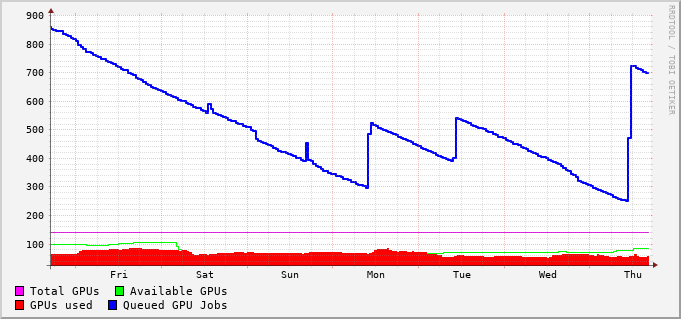 900
800
700
600
500
400
300
200
100
Fri Sat Sun Mon Tue Wed Thu
Total GPUs Available GPUs
GPUs used Queued GPU Jobs
RRDTOOL / TOBI OETIKER